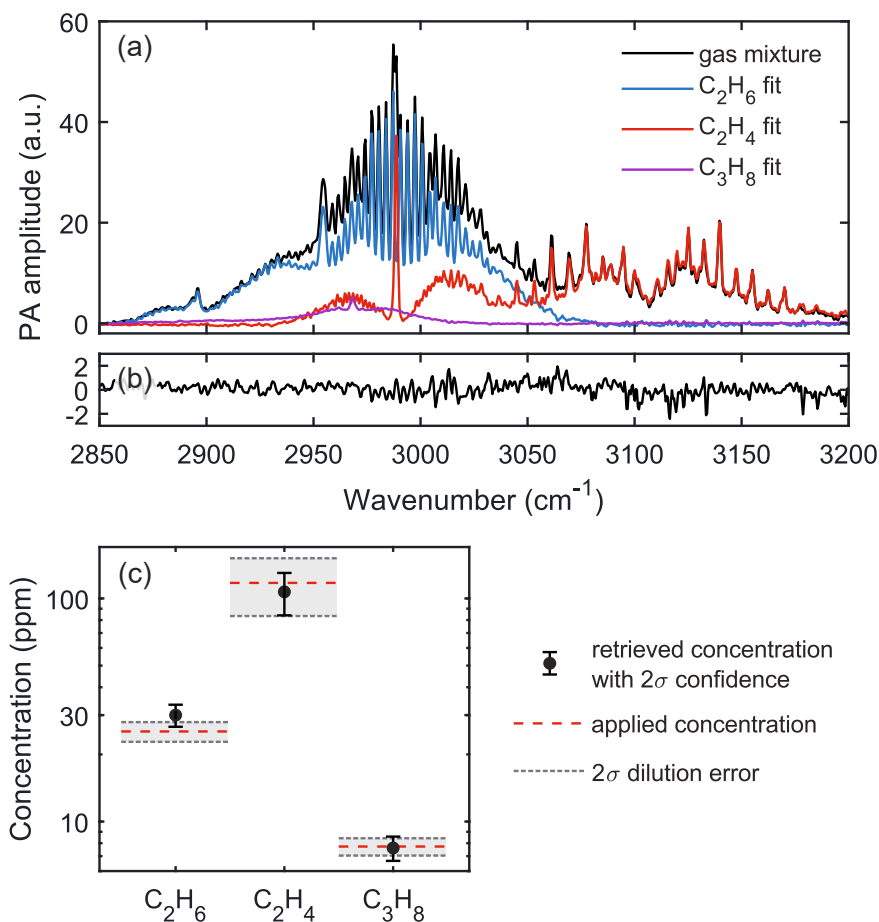 60
40
20
0
PA amplitude (a.u.)
(a)
gas mixture
C₂H₆ fit
C₂H₄ fit
C₃H₈ fit
2
0
-2
(b)
2850 2900 2950 3000 3050 3100 3150 3200
Wavenumber (cm⁻¹)
(c)
100
30
10
Concentration (ppm)
C₂H₆ C₂H₄ C₃H₈
retrieved concentration
with 2σ confidence
applied concentration
2σ dilution error